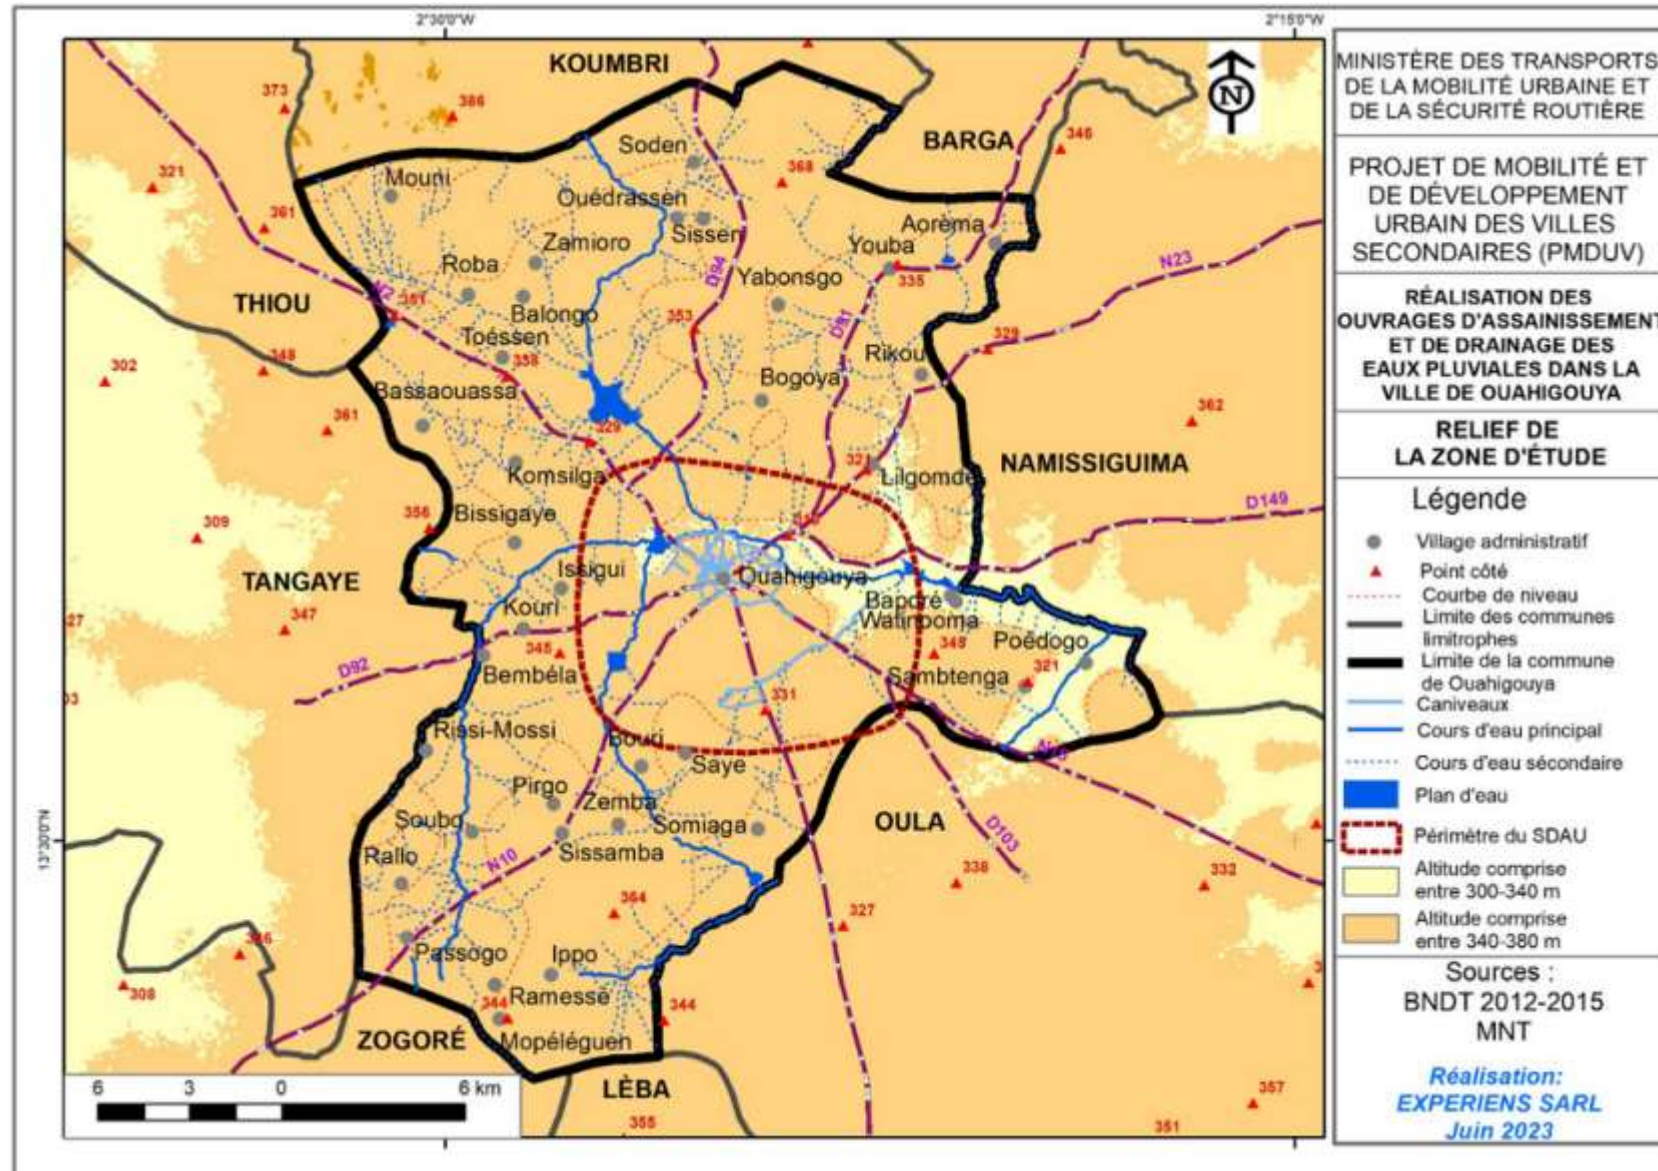 2°30'0"W
2°15'0"W
13°30'0"N
KOUMBRI
BARGA
THIOU
TANGAYE
NAMISSIGUIMA
OULA
ZOGORÉ
LÈBA
N
373
386
321
361
368
346
Soden
Mouni
Ouédrassen
Sissen
Aorèma
Zamioro
Youba
335
Roba
D94
Yabonsgo
N23
N2
351
Balongo
353
D81
329
Toéssen
338
Rikou
302
348
Bassaouassa
Bogoya
361
362
329
Komsilga
321
Lilgomde
D149
356
309
Bissigaye
Issigui
Ouahigouya
Kouri
Baporé
Watinoma
347
Poédogo
D92
345
348
Bembéla
Sambtenga
321
331
Rissi-Mossi
Bouri
Saye
Pirgo
Zemba
Soubo
Somiaga
D103
Sissamba
Rallo
N10
338
332
364
327
Passogo
Ippo
308
Ramessé
344
344
Mopéléguen
357
355
351
6 3 0 6 km
MINISTÈRE DES TRANSPORTS
DE LA MOBILITÉ URBAINE ET
DE LA SÉCURITÉ ROUTIÈRE
PROJET DE MOBILITÉ ET
DE DÉVELOPPEMENT
URBAIN DES VILLES
SECONDAIRES (PMDUV)
RÉALISATION DES
OUVRAGES D'ASSAINISSEMENT
ET DE DRAINAGE DES
EAUX PLUVIALES DANS LA
VILLE DE OUAHIGOUYA
RELIEF DE
LA ZONE D'ÉTUDE
Légende
Village administratif
Point côté
Courbe de niveau
Limite des communes
limitrophes
Limite de la commune
de Ouahigouya
Caniveaux
Cours d'eau principal
Cours d'eau sécondaire
Plan d'eau
Périmètre du SDAU
Altitude comprise
entre 300-340 m
Altitude comprise
entre 340-380 m
Sources :
BNDT 2012-2015
MNT
Réalisation:
EXPERIENS SARL
Juin 2023